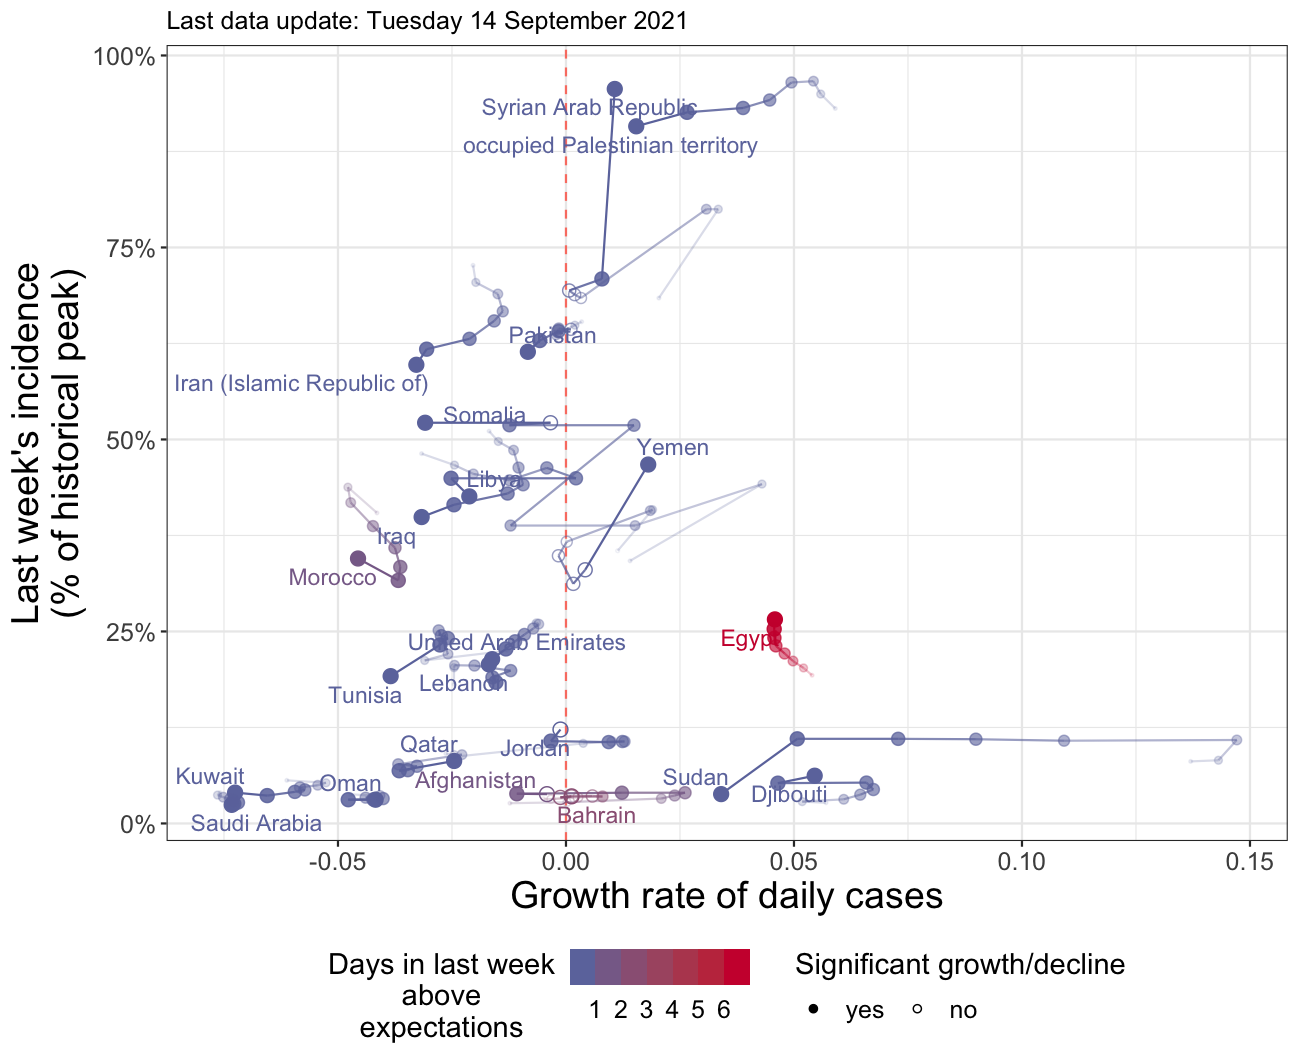 Last data update: Tuesday 14 September 2021
100%
75%
50%
25%
0%
Last week's incidence
(% of historical peak)
Syrian Arab Republic
occupied Palestinian territory
Pakistan
Iran (Islamic Republic of)
Somalia
Yemen
Libya
Iraq
Morocco
United Arab Emirates
Egypt
Lebanon
Tunisia
Qatar
Jordan
Kuwait
Oman
Afghanistan
Sudan
Djibouti
Bahrain
Saudi Arabia
-0.05
0.00
0.05
0.10
0.15
Growth rate of daily cases
Days in last week
above
expectations
1 2 3 4 5 6
Significant growth/decline
yes
no